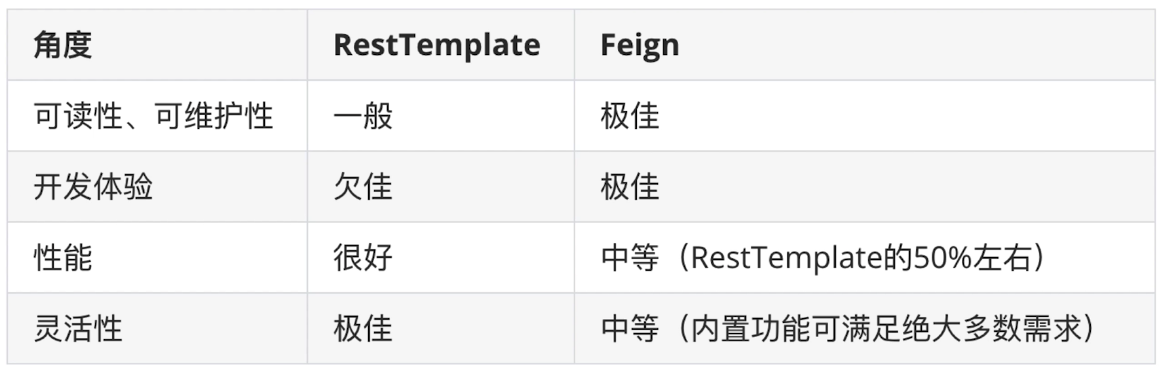 角度 RestTemplate Feign
可读性、可维护性 一般 极佳
开发体验 欠佳 极佳
性能 很好 中等（RestTemplate的50%左右）
灵活性 极佳 中等（内置功能可满足绝大多数需求）